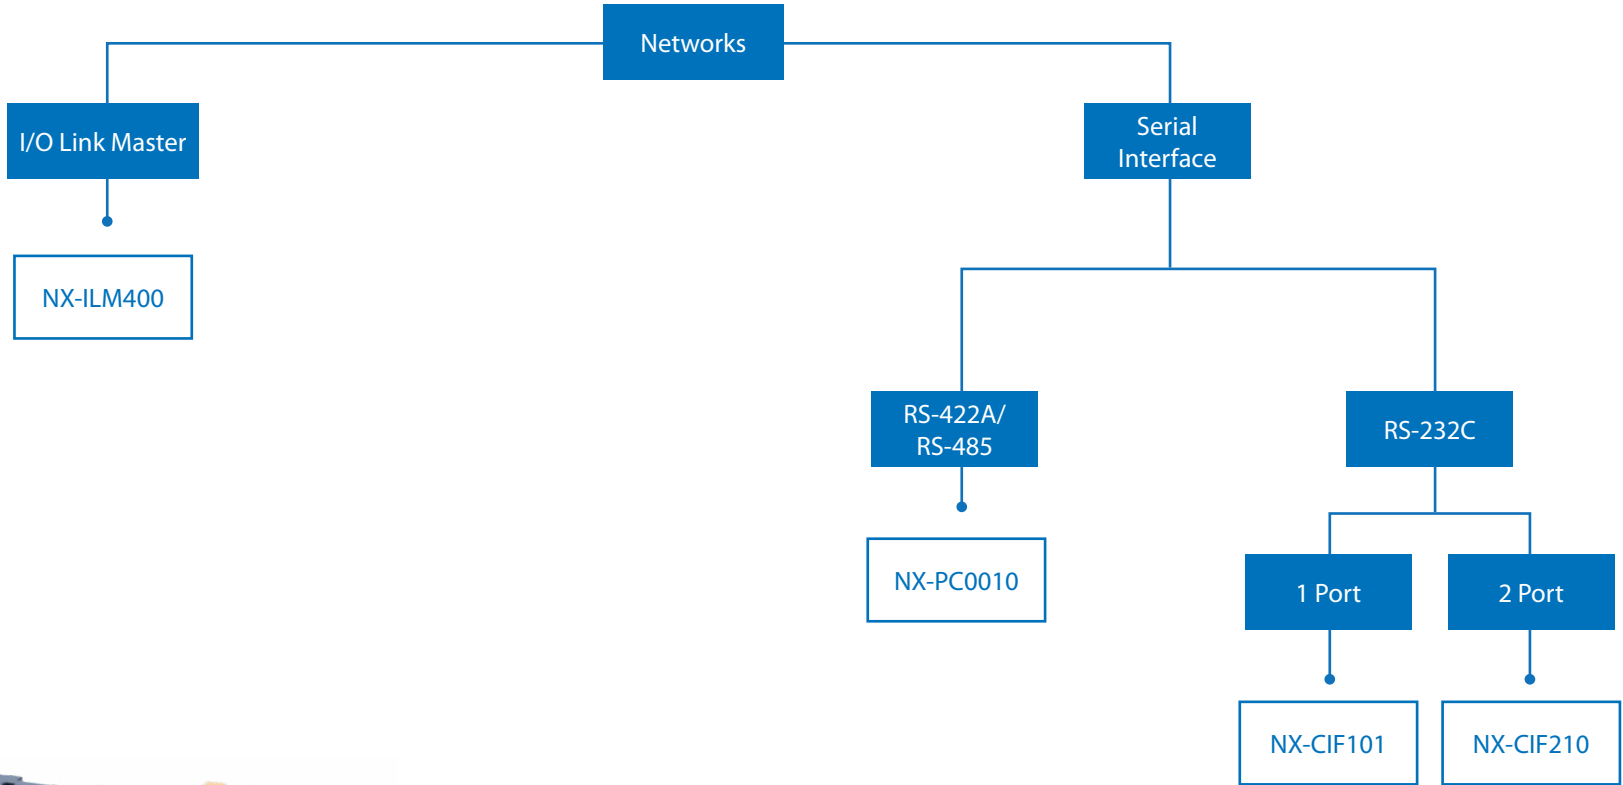 Networks
I/O Link Master
Serial
Interface
NX-ILM400
RS-422A/
RS-485
RS-232C
NX-PC0010
1 Port
2 Port
NX-CIF101
NX-CIF210